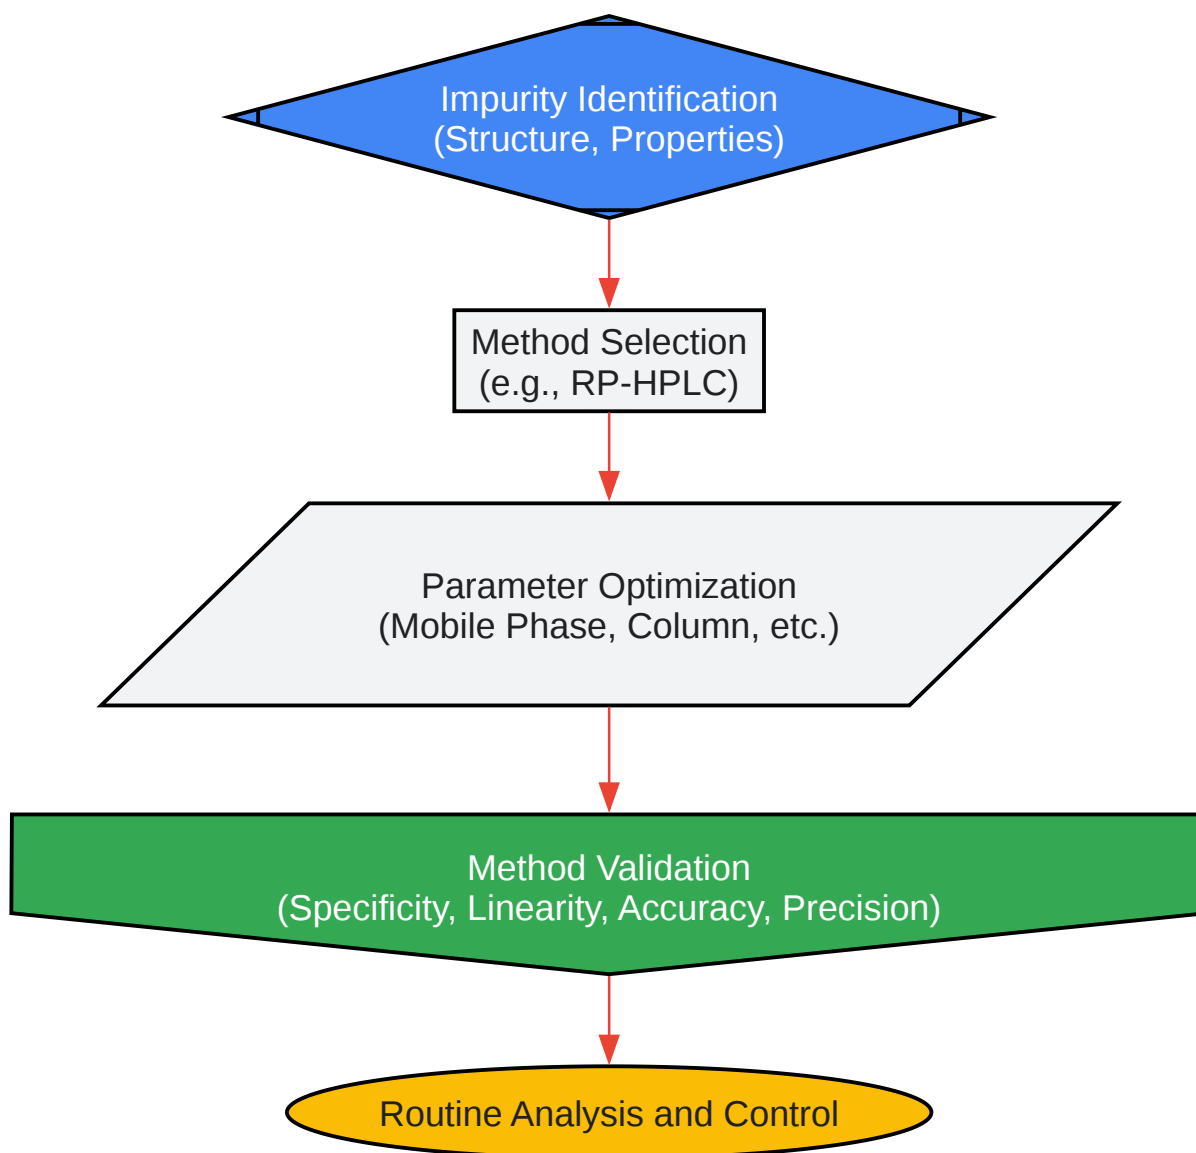 Impurity Identification
(Structure, Properties)
Method Selection
(e.g., RP-HPLC)
Parameter Optimization
(Mobile Phase, Column, etc.)
Method Validation
(Specificity, Linearity, Accuracy, Precision)
Routine Analysis and Control